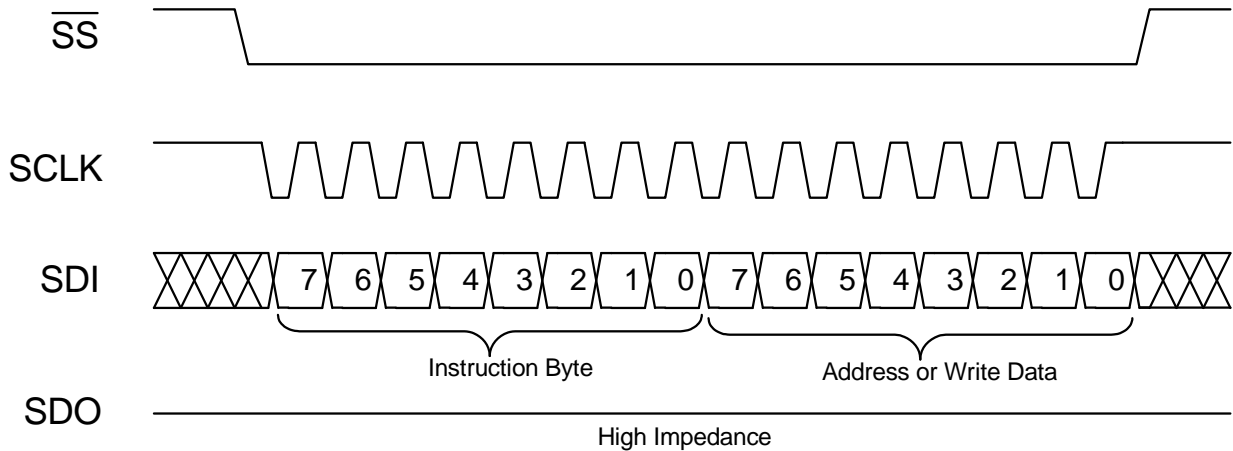 SS
SCLK
SDI 7 6 5 4 3 2 1 0 7 6 5 4 3 2 1 0
Instruction Byte Address or Write Data
SDO
High Impedance